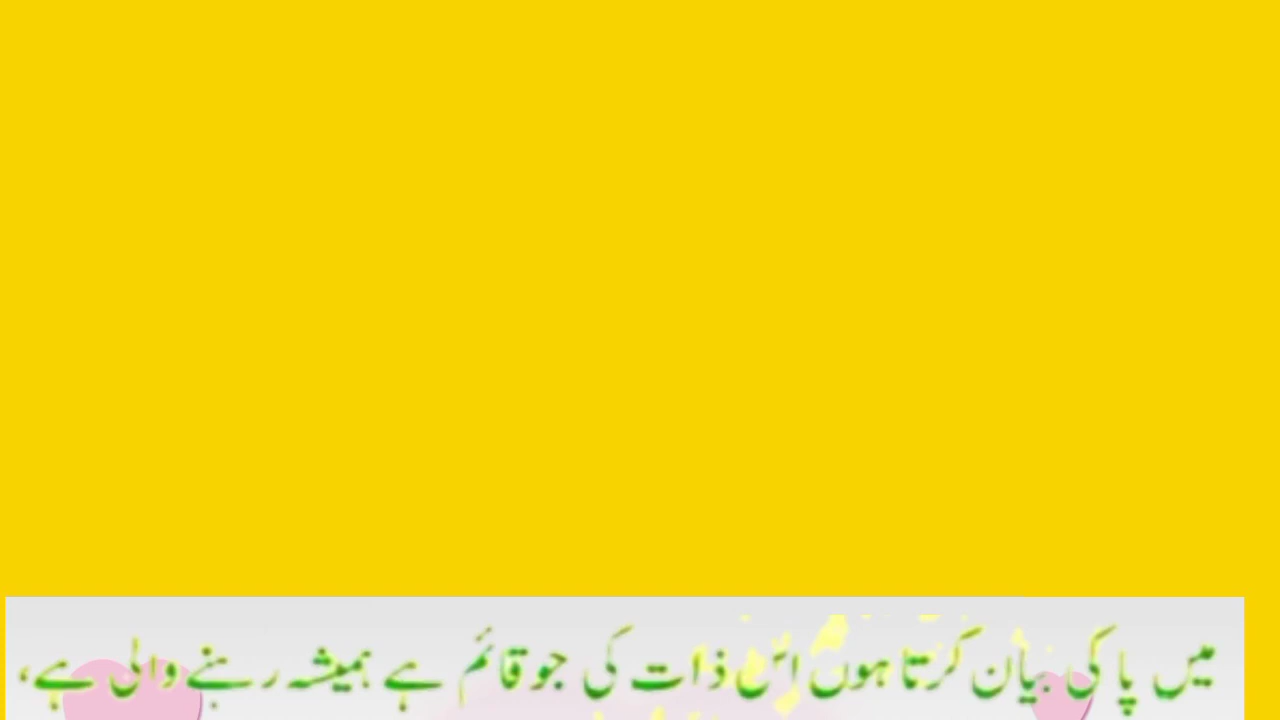 میں پاکی بیان کرتا ہوں اس ذات کی جو قائم ہے ہمیشہ رہنے والی ہے،